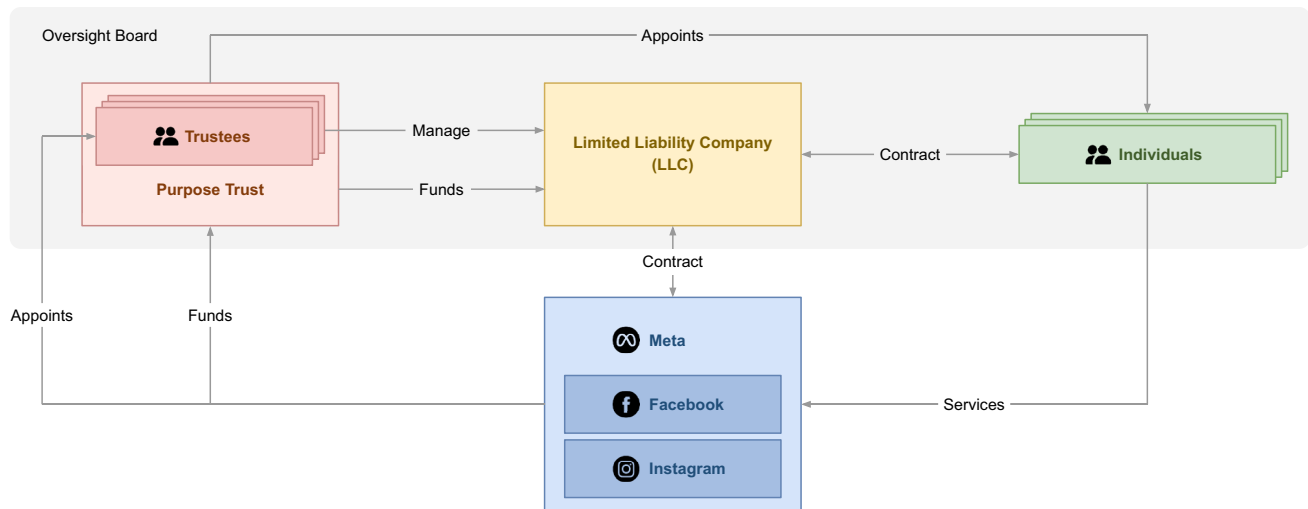 Oversight Board
Appoints
Trustees
Purpose Trust
Manage
Funds
Limited Liability Company
(LLC)
Contract
Individuals
Contract
Appoints
Funds
Meta
Facebook
Instagram
Services